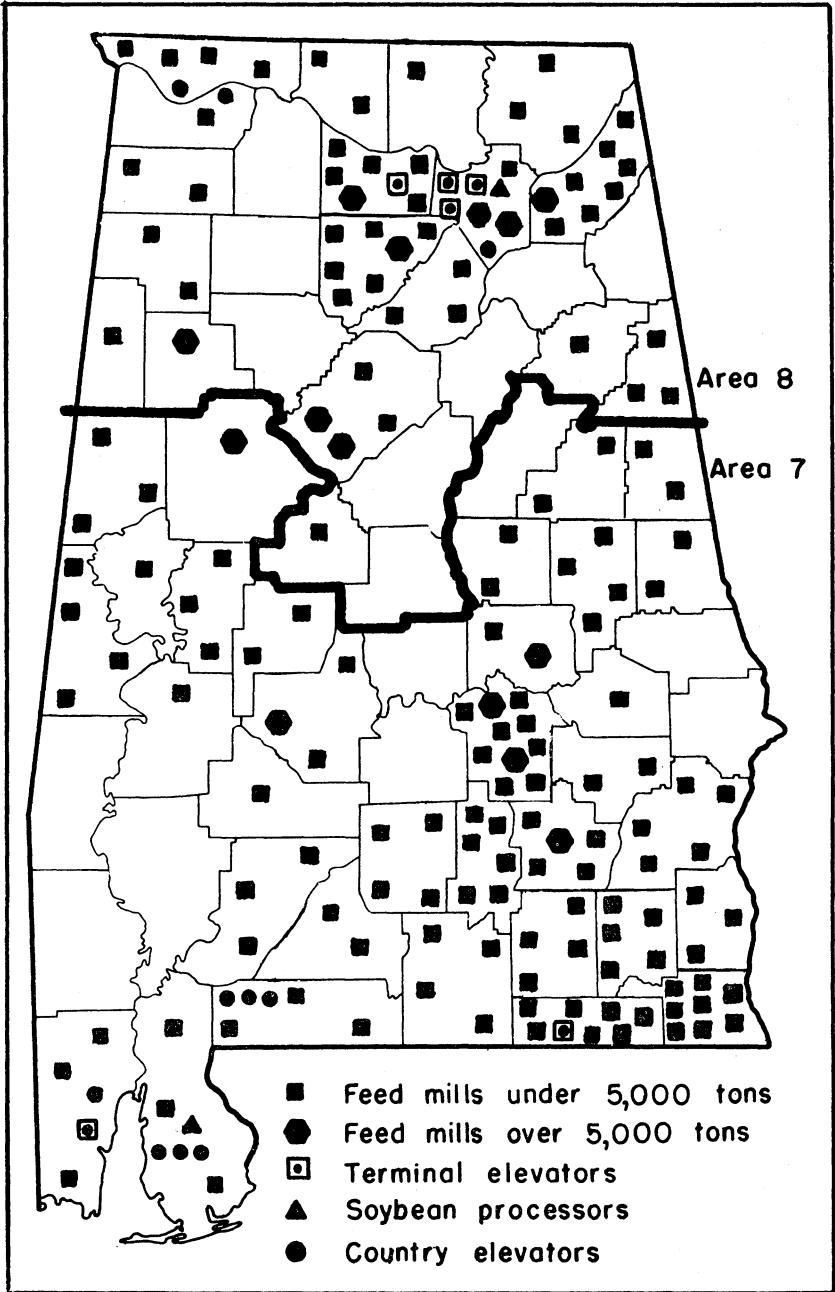 Area 8
Area 7
Feed mills under 5,000 tons
Feed mills over 5,000 tons
Terminal elevators
Soybean processors
Country elevators